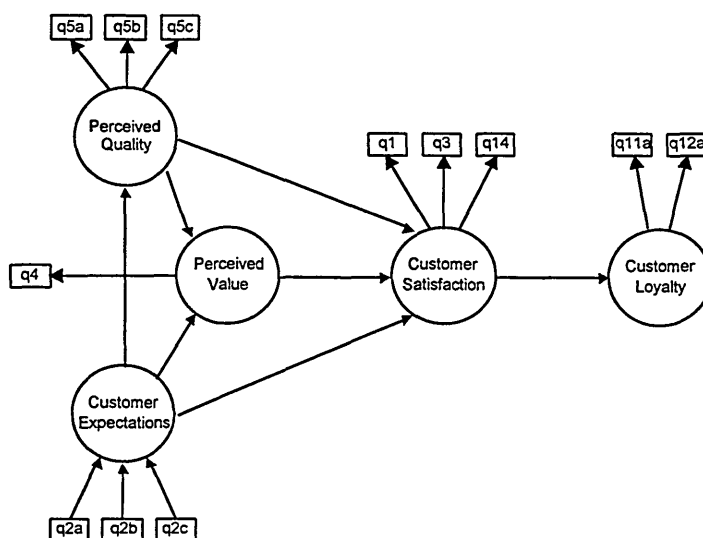 q5a q5b q5c
Perceived
Quality
q1 q3 q14
q11a q12a
q4
Perceived
Value
Customer
Satisfaction
Customer
Loyalty
Customer
Expectations
q2a q2b q2c